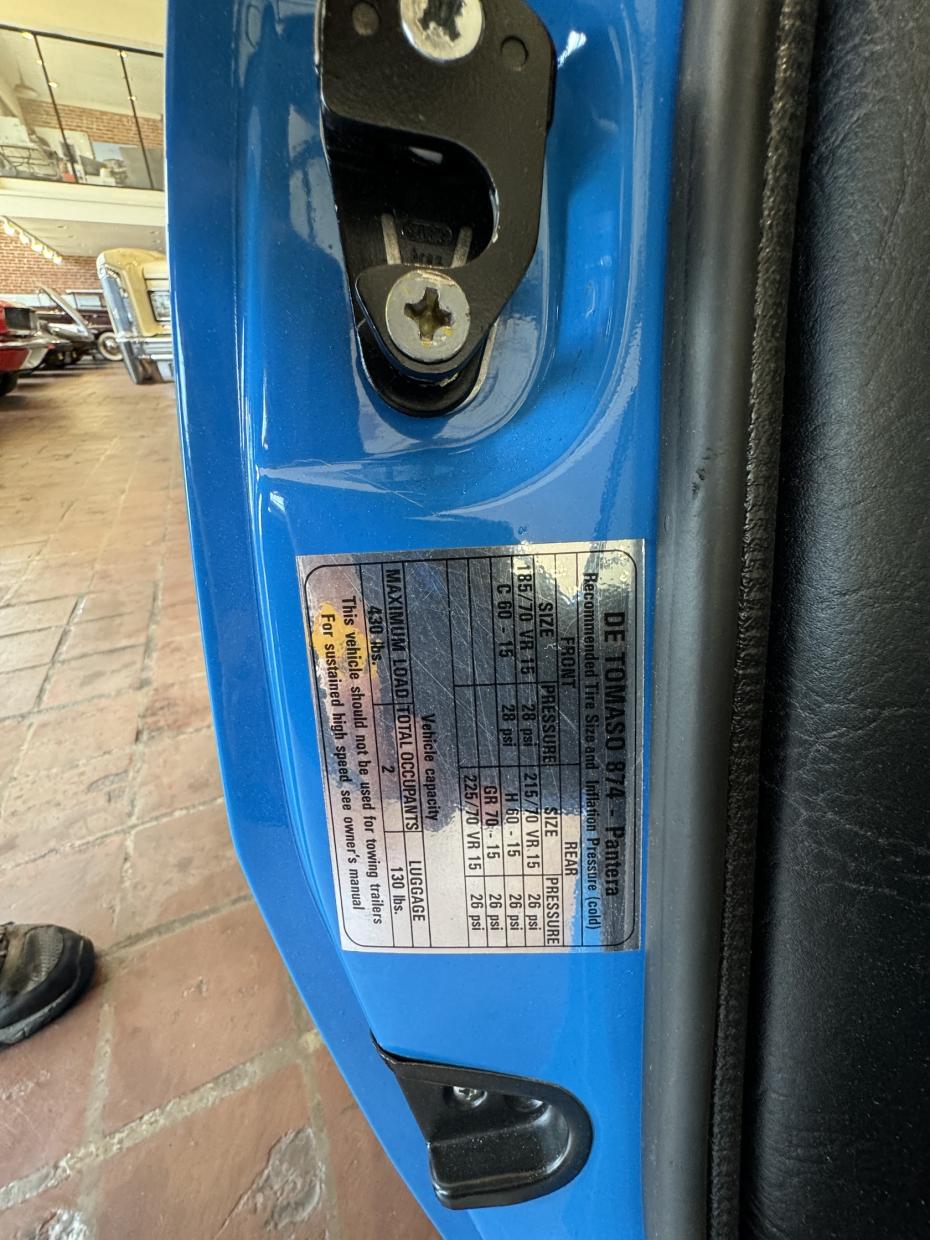 DE TOMASO 874 - Pantera
Recommended Tire Size and Inflation Pressure (cold)
FRONT REAR
SIZE PRESSURE SIZE PRESSURE
185/70 VR 15 28 psi 215/70 VR 15 26 psi
C 60 - 15 28 psi H 60 - 15 26 psi
GR 70 - 15 26 psi
225/70 VR 15 26 psi
Vehicle capacity
MAXIMUM LOAD TOTAL OCCUPANTS LUGGAGE
430 lbs. 2 130 lbs.
This vehicle should not be used for towing trailers
For sustained high speed see owner's manual